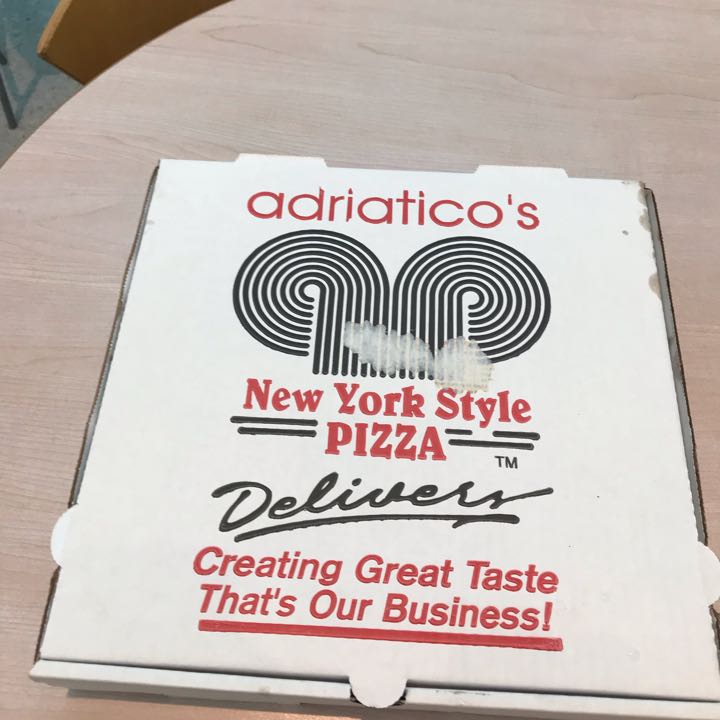 adriatico's
New York Style
PIZZA
TM
Delivers
Creating Great Taste
That's Our Business!